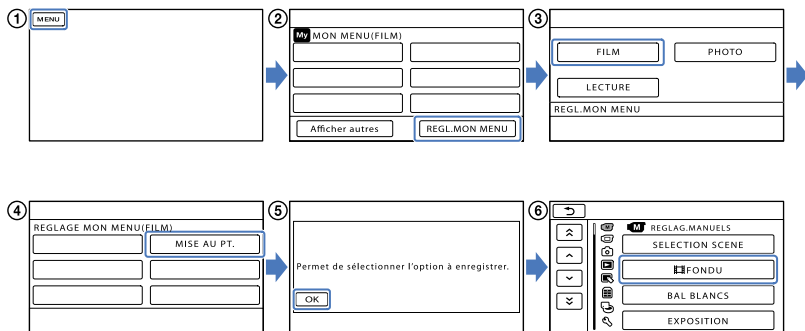 1
MENU
2
My MON MENU(FILM)
Afficher autres
REGL.MON MENU
3
FILM
PHOTO
LECTURE
REGL.MON MENU
4
REGLAGE MON MENU(FILM)
MISE AU PT.
5
Permet de sélectionner l'option à enregistrer.
OK
6
M REGLAG.MANUELS
SELECTION SCENE
FONDU
BAL BLANCS
EXPOSITION